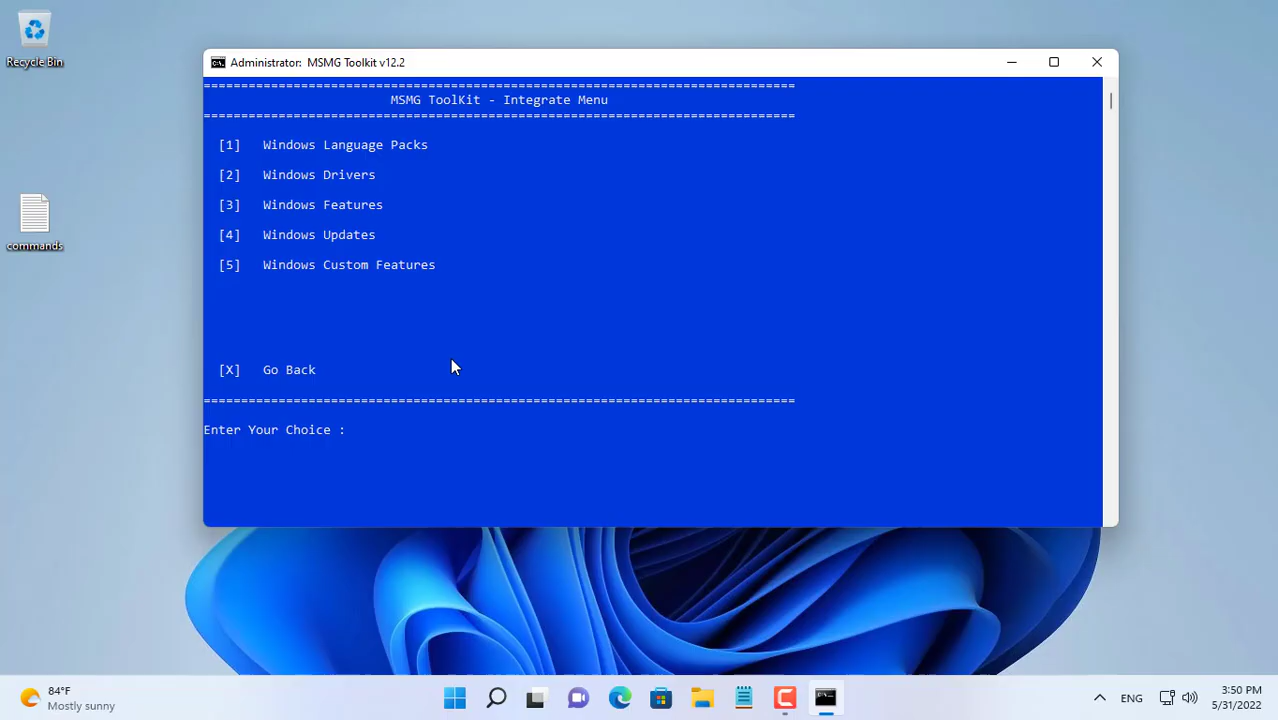 Recycle Bin
commands
Administrator: MSMG Toolkit v12.2
===============================================================================
MSMG ToolKit - Integrate Menu
===============================================================================
[1] Windows Language Packs
[2] Windows Drivers
[3] Windows Features
[4] Windows Updates
[5] Windows Custom Features
[X] Go Back
===============================================================================
Enter Your Choice :
84°F
Mostly sunny
ENG
3:50 PM
5/31/2022